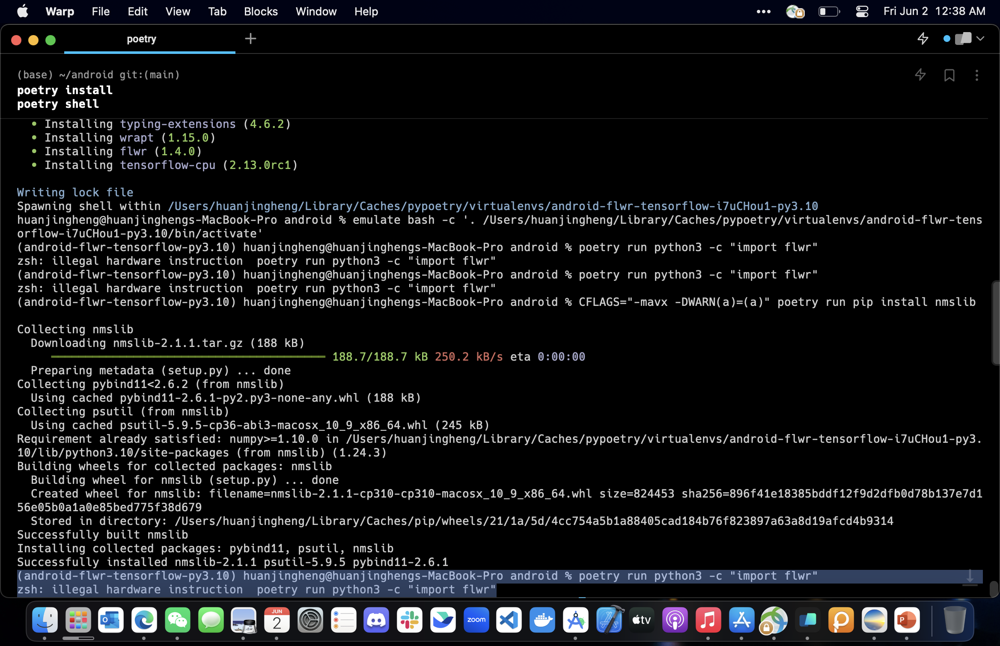 Warp File Edit View Tab Blocks Window Help Fri Jun 2 12:38 AM
poetry
(base) ~/android git:(main)
poetry install
poetry shell
• Installing typing-extensions (4.6.2)
• Installing wrapt (1.15.0)
• Installing flwr (1.4.0)
• Installing tensorflow-cpu (2.13.0rc1)
Writing lock file
Spawning shell within /Users/huanjingheng/Library/Caches/pypoetry/virtualenvs/android-flwr-tensorflow-i7uCHou1-py3.10
huanjingheng@huanjinghengs-MacBook-Pro android % emulate bash -c '. /Users/huanjingheng/Library/Caches/pypoetry/virtualenvs/android-flwr-tens
orflow-i7uCHou1-py3.10/bin/activate'
(android-flwr-tensorflow-py3.10) huanjingheng@huanjinghengs-MacBook-Pro android % poetry run python3 -c "import flwr"
zsh: illegal hardware instruction  poetry run python3 -c "import flwr"
(android-flwr-tensorflow-py3.10) huanjingheng@huanjinghengs-MacBook-Pro android % poetry run python3 -c "import flwr"
zsh: illegal hardware instruction  poetry run python3 -c "import flwr"
(android-flwr-tensorflow-py3.10) huanjingheng@huanjinghengs-MacBook-Pro android % CFLAGS="-mavx -DWARN(a)=(a)" poetry run pip install nmslib
Collecting nmslib
Downloading nmslib-2.1.1.tar.gz (188 kB)
188.7/188.7 kB 250.2 kB/s eta 0:00:00
Preparing metadata (setup.py) ... done
Collecting pybind11<2.6.2 (from nmslib)
Using cached pybind11-2.6.1-py2.py3-none-any.whl (188 kB)
Collecting psutil (from nmslib)
Using cached psutil-5.9.5-cp36-abi3-macosx_10_9_x86_64.whl (245 kB)
Requirement already satisfied: numpy>=1.10.0 in /Users/huanjingheng/Library/Caches/pypoetry/virtualenvs/android-flwr-tensorflow-i7uCHou1-py3.
10/lib/python3.10/site-packages (from nmslib) (1.24.3)
Building wheels for collected packages: nmslib
Building wheel for nmslib (setup.py) ... done
Created wheel for nmslib: filename=nmslib-2.1.1-cp310-cp310-macosx_10_9_x86_64.whl size=824453 sha256=896f41e18385bddf12f9d2dfb0d78b137e7d1
56e05b0a1a0e85bed775f38d679
Stored in directory: /Users/huanjingheng/Library/Caches/pip/wheels/21/1a/5d/4cc754a5b1a88405cad184b76f823897a63a8d19afcd4b9314
Successfully built nmslib
Installing collected packages: pybind11, psutil, nmslib
Successfully installed nmslib-2.1.1 psutil-5.9.5 pybind11-2.6.1
(android-flwr-tensorflow-py3.10) huanjingheng@huanjinghengs-MacBook-Pro android % poetry run python3 -c "import flwr"
zsh: illegal hardware instruction  poetry run python3 -c "import flwr"
JUN
2
zoom
tv